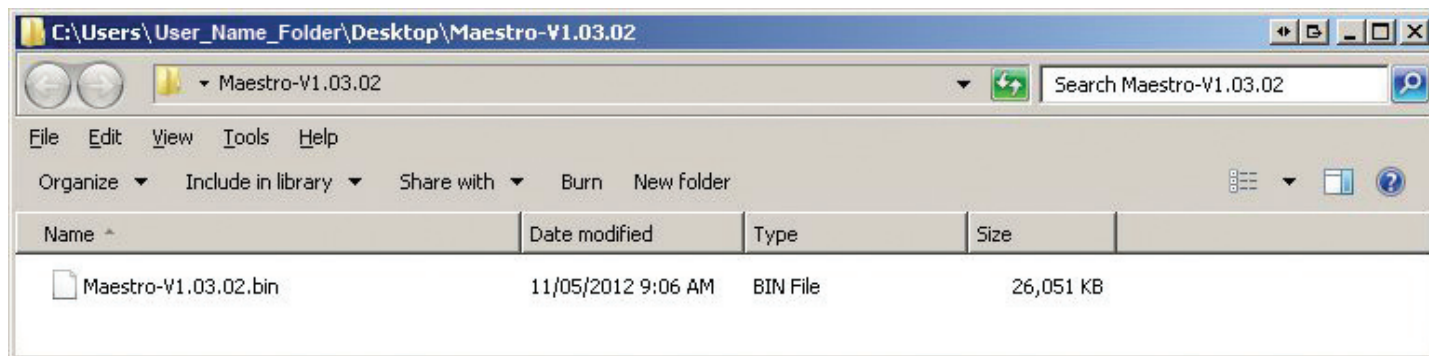 C:\Users\User_Name_Folder\Desktop\Maestro-V1.03.02
Maestro-V1.03.02 Search Maestro-V1.03.02
File Edit View Tools Help
Organize Include in library Share with Burn New folder
Name Date modified Type Size
Maestro-V1.03.02.bin 11/05/2012 9:06 AM BIN File 26,051 KB